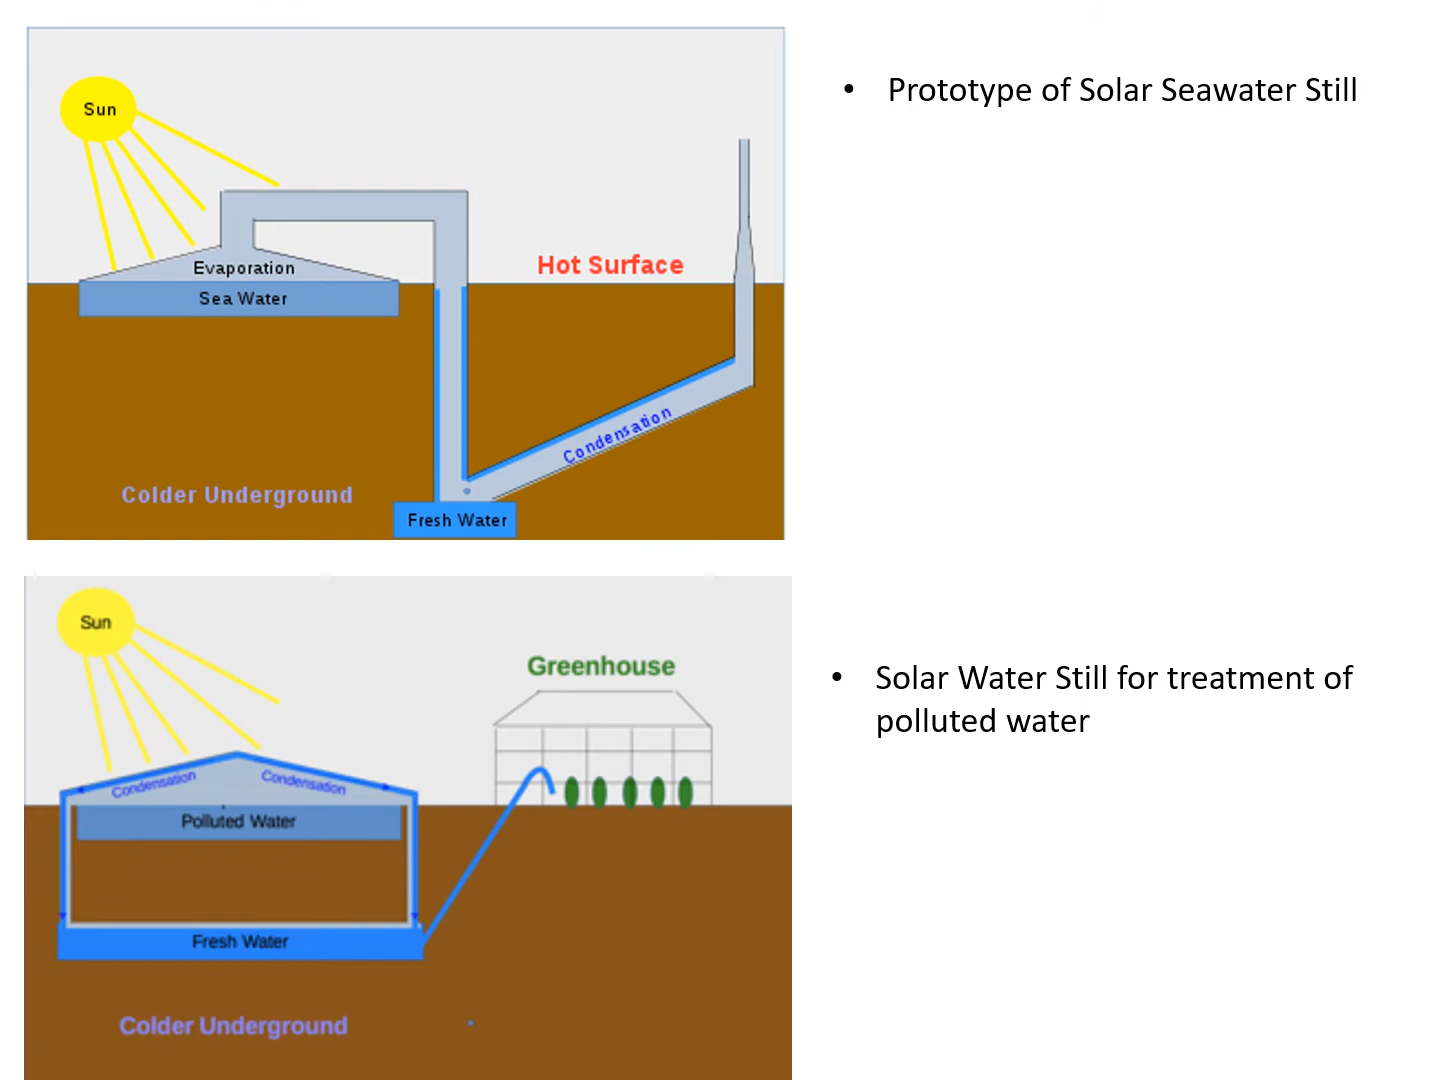 Sun
Evaporation
Sea Water
Hot Surface
Condensation
Colder Underground
Fresh Water
• Prototype of Solar Seawater Still
Sun
Greenhouse
Condensation Condensation
Polluted Water
Fresh Water
Colder Underground
• Solar Water Still for treatment of
polluted water